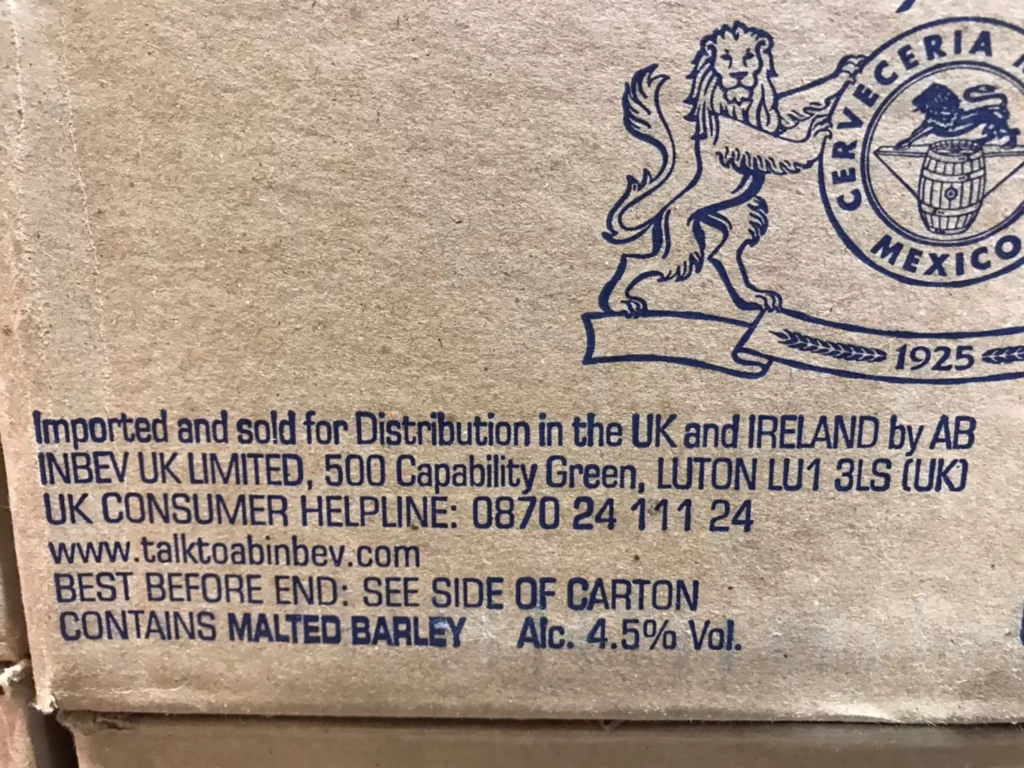 CERVECERIA
MEXICO
1925
Imported and sold for Distribution in the UK and IRELAND by AB
INBEV UK LIMITED, 500 Capability Green, LUTON LU1 3LS (UK)
UK CONSUMER HELPLINE: 0870 24 111 24
www.talktoabinbev.com
BEST BEFORE END: SEE SIDE OF CARTON
CONTAINS MALTED BARLEY Alc. 4.5% Vol.